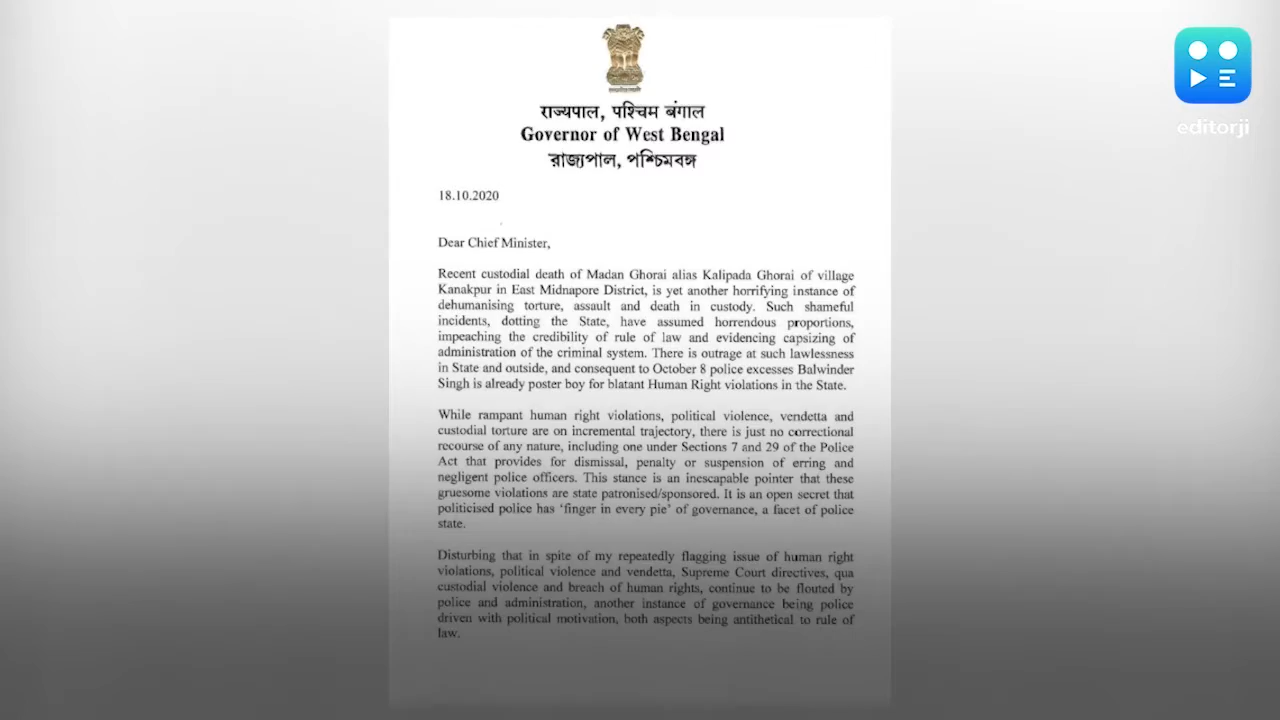 राज्यपाल, पश्चिम बंगाल
Governor of West Bengal
রাজ্যপাল, পশ্চিমবঙ্গ
editorji
18.10.2020
Dear Chief Minister,
Recent custodial death of Madan Ghorai alias Kalipada Ghorai of village
Kanakpur in East Midnapore District, is yet another horrifying instance of
dehumanising torture, assault and death in custody. Such shameful
incidents, dotting the State, have assumed horrendous proportions,
impeaching the credibility of rule of law and evidencing capsizing of
administration of the criminal system. There is outrage at such lawlessness
in State and outside, and consequent to October 8 police excesses Balwinder
Singh is already poster boy for blatant Human Right violations in the State.
While rampant human right violations, political violence, vendetta and
custodial torture are on incremental trajectory, there is just no correctional
recourse of any nature, including one under Sections 7 and 29 of the Police
Act that provides for dismissal, penalty or suspension of erring and
negligent police officers. This stance is an inescapable pointer that these
gruesome violations are state patronised/sponsored. It is an open secret that
politicised police has ‘finger in every pie’ of governance, a facet of police
state.
Disturbing that in spite of my repeatedly flagging issue of human right
violations, political violence and vendetta, Supreme Court directives, qua
custodial violence and breach of human rights, continue to be flouted by
police and administration, another instance of governance being police
driven with political motivation, both aspects being antithetical to rule of
law.